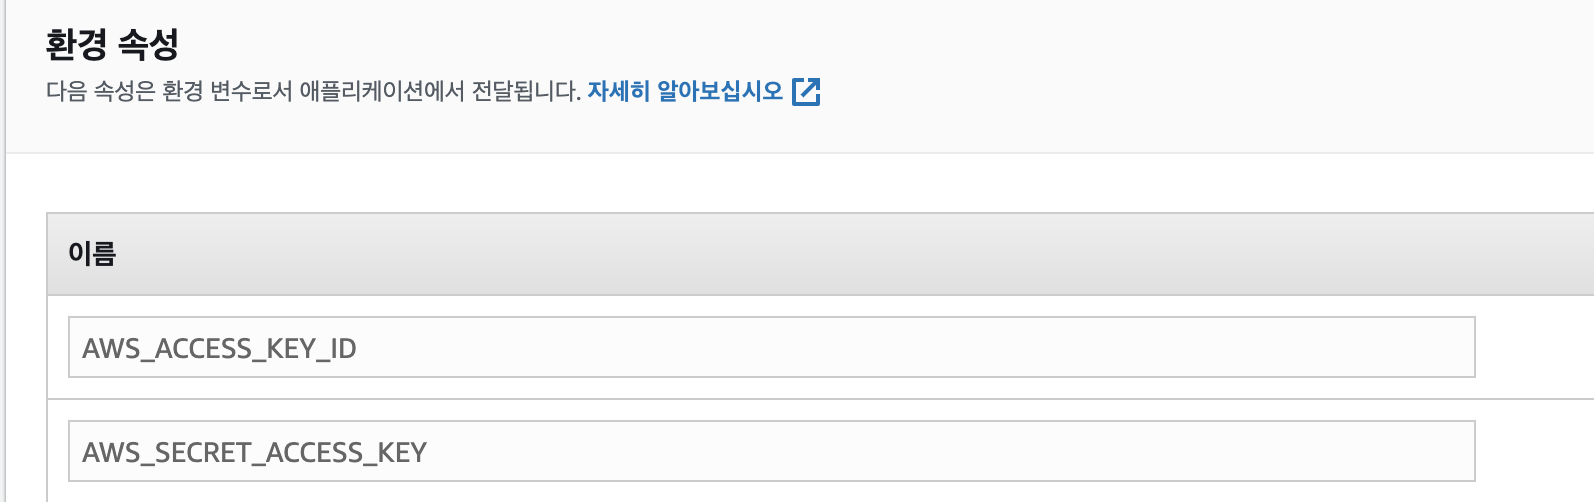 환경 속성
다음 속성은 환경 변수로서 애플리케이션에서 전달됩니다. 자세히 알아보십시오
이름
AWS_ACCESS_KEY_ID
AWS_SECRET_ACCESS_KEY